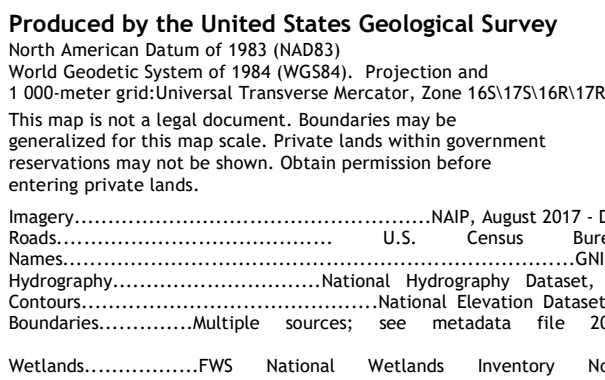 Produced by the United States Geological Survey
North American Datum of 1983 (NAD83)
World Geodetic System of 1984 (WGS84).  Projection and
1 000-meter grid:Universal Transverse Mercator, Zone 16S\17S\16R\17R
This map is not a legal document. Boundaries may be
generalized for this map scale. Private lands within government
reservations may not be shown. Obtain permission before
entering private lands.
Imagery.....................................................NAIP, August 2017 -
Roads......................................... U.S. Census
Names............................................................................
Hydrography...............................National Hydrography Dataset,
Contours............................................National Elevation Dataset
Boundaries..............Multiple sources; see metadata file
Wetlands.................FWS National Wetlands Inventory